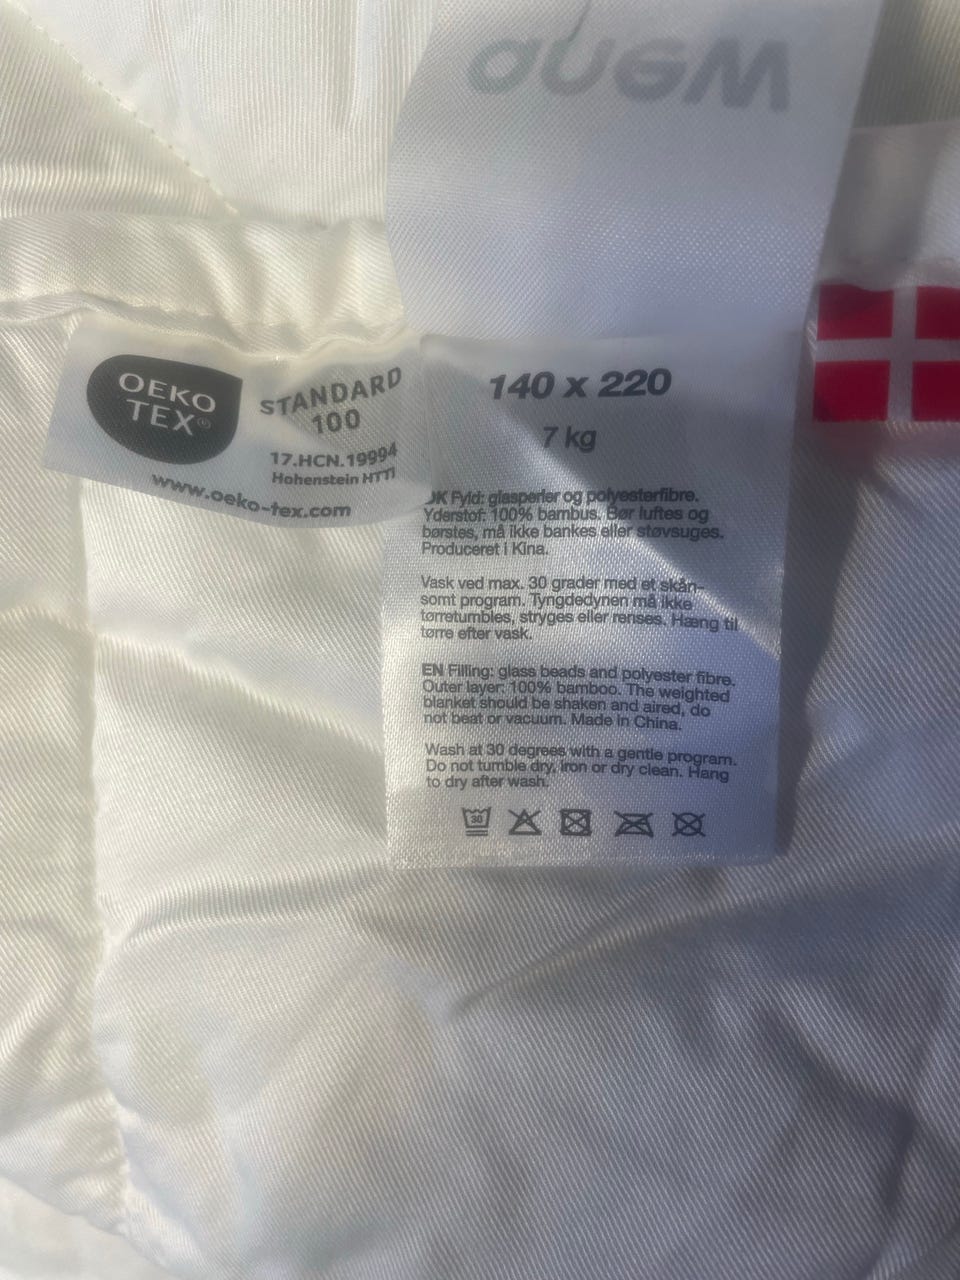 OEKO
TEX®
STANDARD
100
17.HCN.19994
Hohenstein HTTI
www.oeko-tex.com
140 x 220
7 kg
DK Fyld: glasperler og polyesterfibre.
Yderstof: 100% bambus. Bør luftes og
børstes, må ikke bankes eller støvsuges.
Produceret i Kina.
Vask ved max. 30 grader med et skån-
somt program. Tyngdedynen må ikke
tørretumbles, stryges eller renses. Hæng til
tørre efter vask.
EN Filling: glass beads and polyester fibre.
Outer layer: 100% bamboo. The weighted
blanket should be shaken and aired, do
not beat or vacuum. Made in China.
Wash at 30 degrees with a gentle program.
Do not tumble dry, iron or dry clean. Hang
to dry after wash.
30